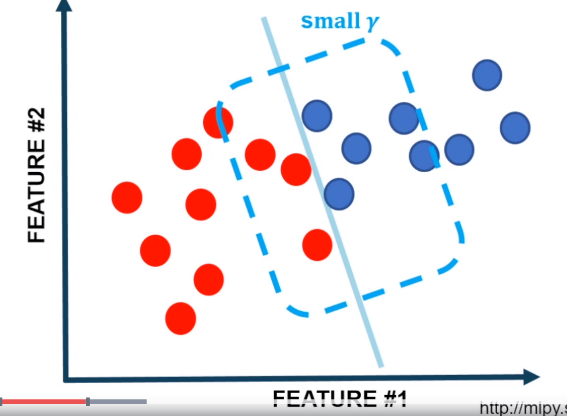 small γ
FEATURE #2
FEATURE #1
http://mipy.s